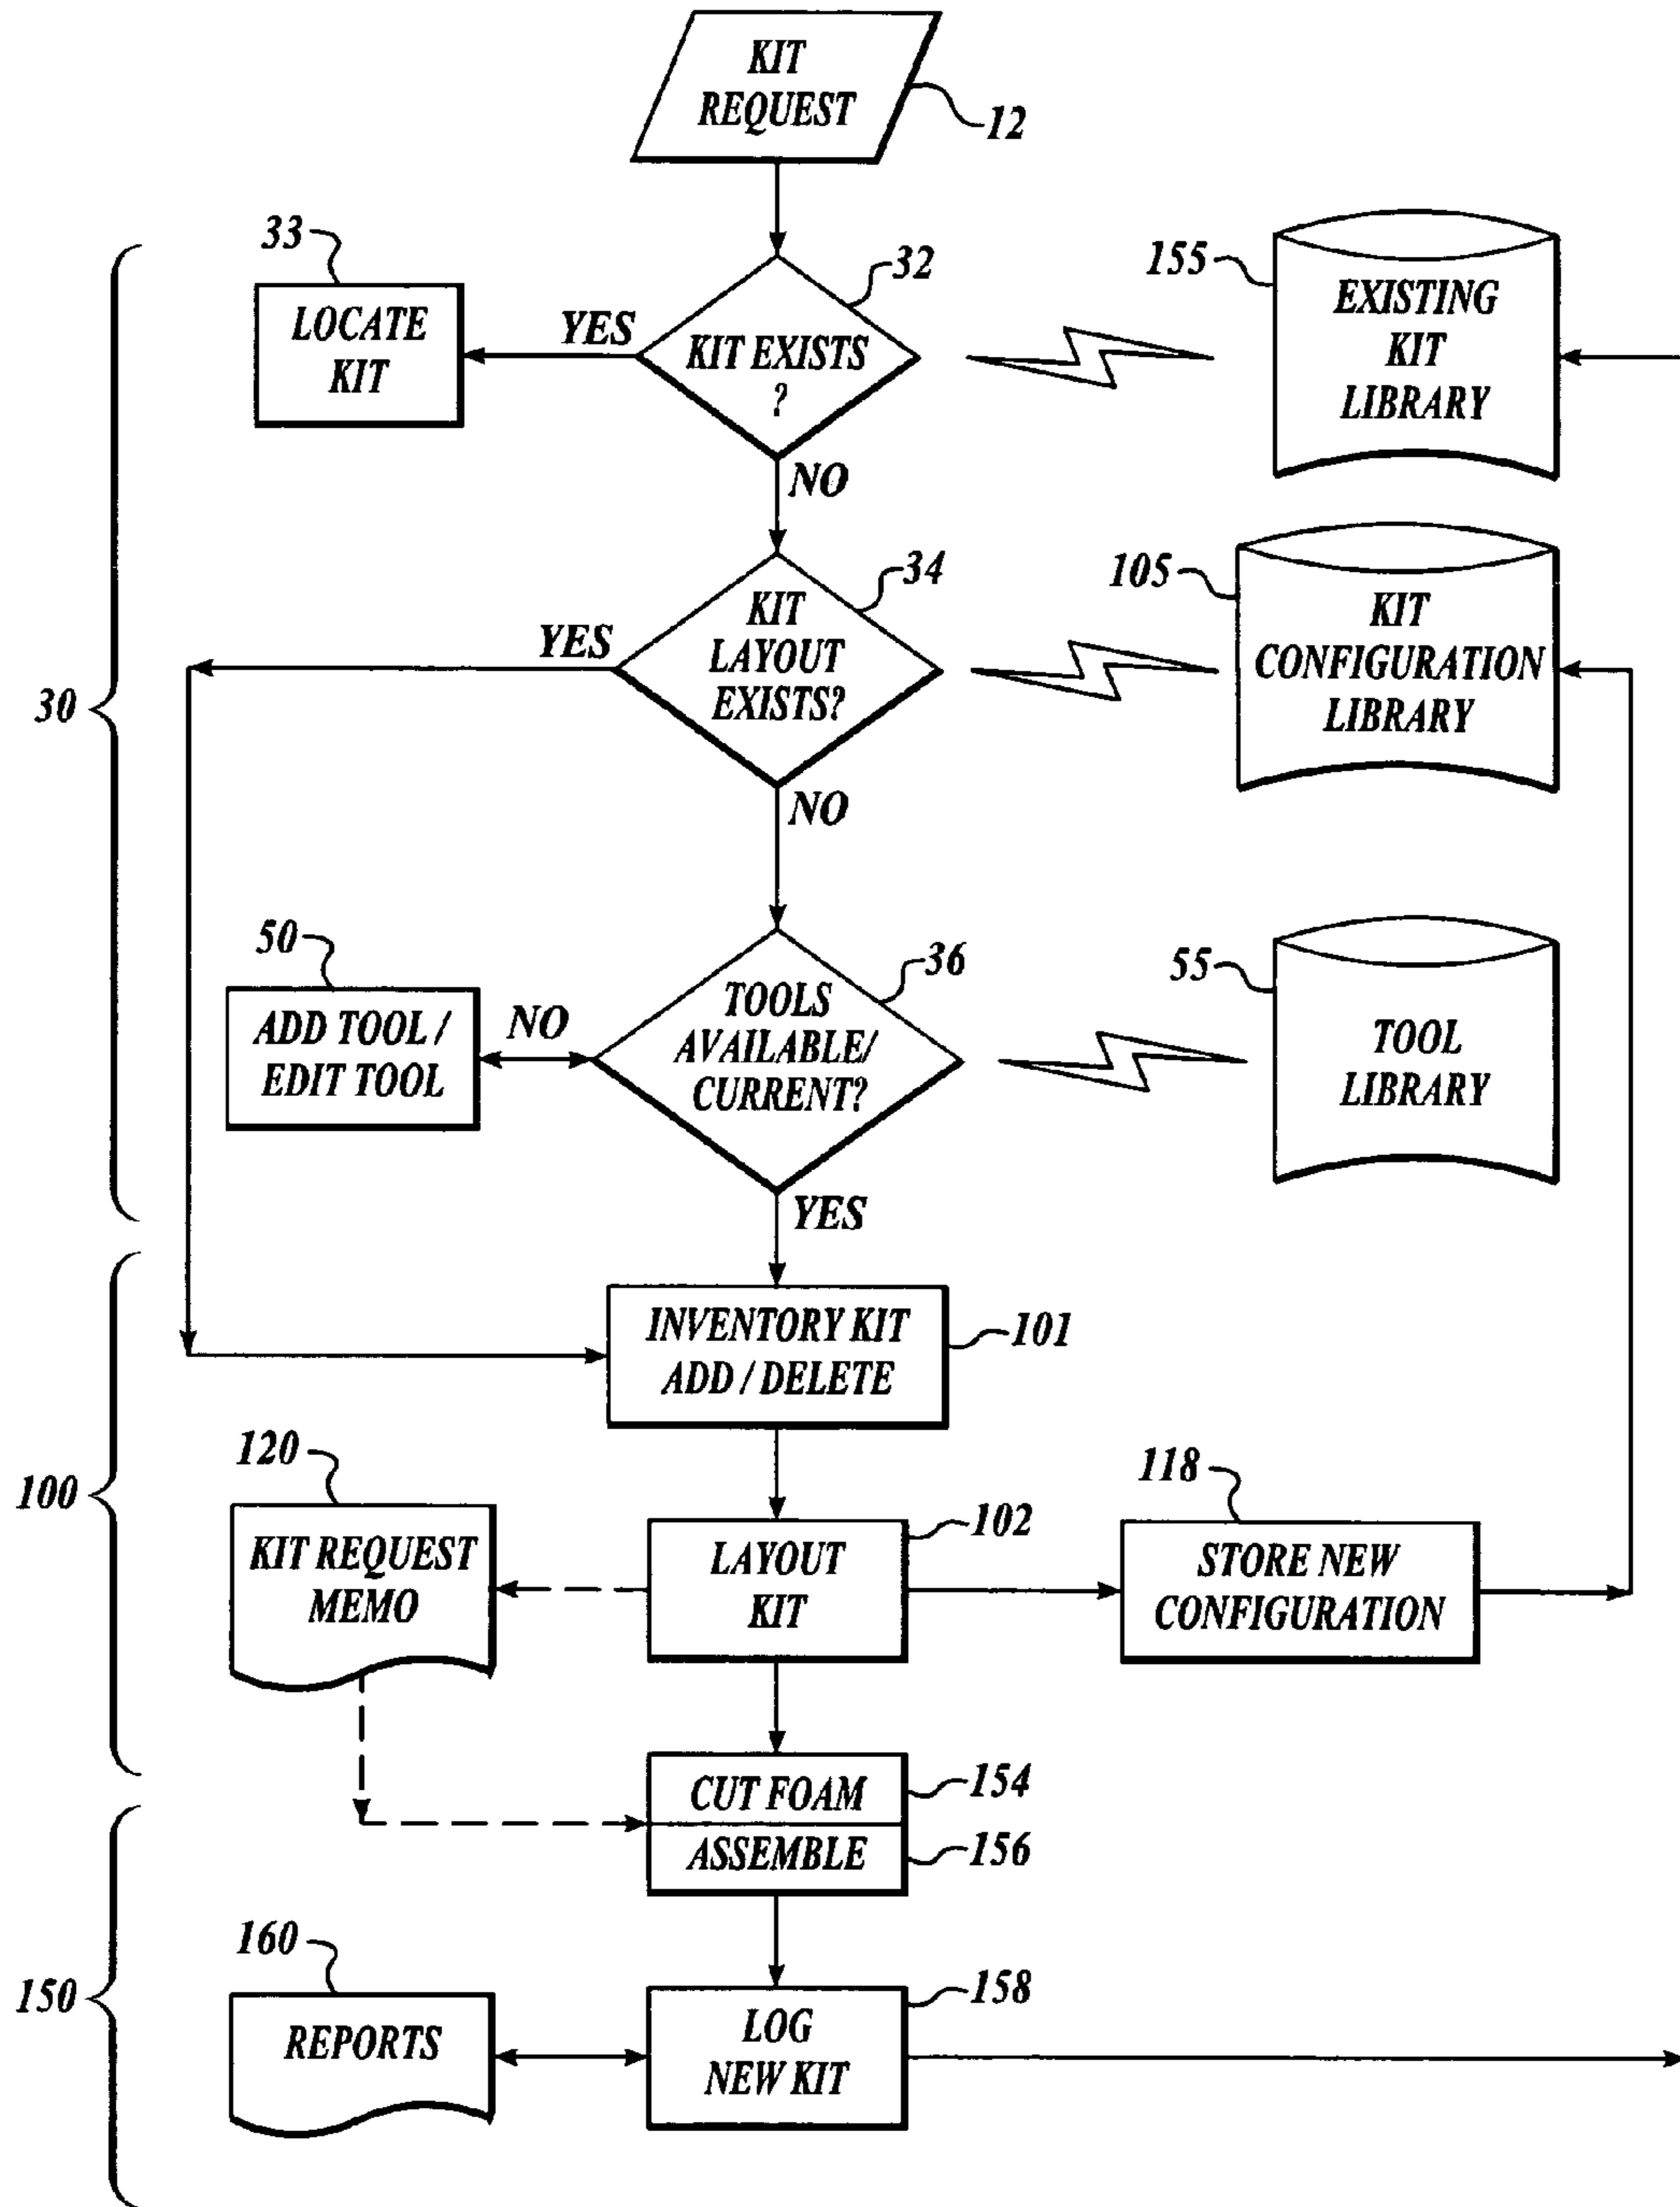 KIT
REQUEST
12
33
32
155
LOCATE
KIT
YES
KIT EXISTS
?
EXISTING
KIT
LIBRARY
NO
34
105
YES
KIT
LAYOUT
EXISTS?
KIT
CONFIGURATION
LIBRARY
30
NO
50
36
55
ADD TOOL /
EDIT TOOL
NO
TOOLS
AVAILABLE/
CURRENT?
TOOL
LIBRARY
YES
INVENTORY KIT
ADD / DELETE
101
100
120
102
118
KIT REQUEST
MEMO
LAYOUT
KIT
STORE NEW
CONFIGURATION
CUT FOAM
154
ASSEMBLE
156
150
160
158
REPORTS
LOG
NEW KIT